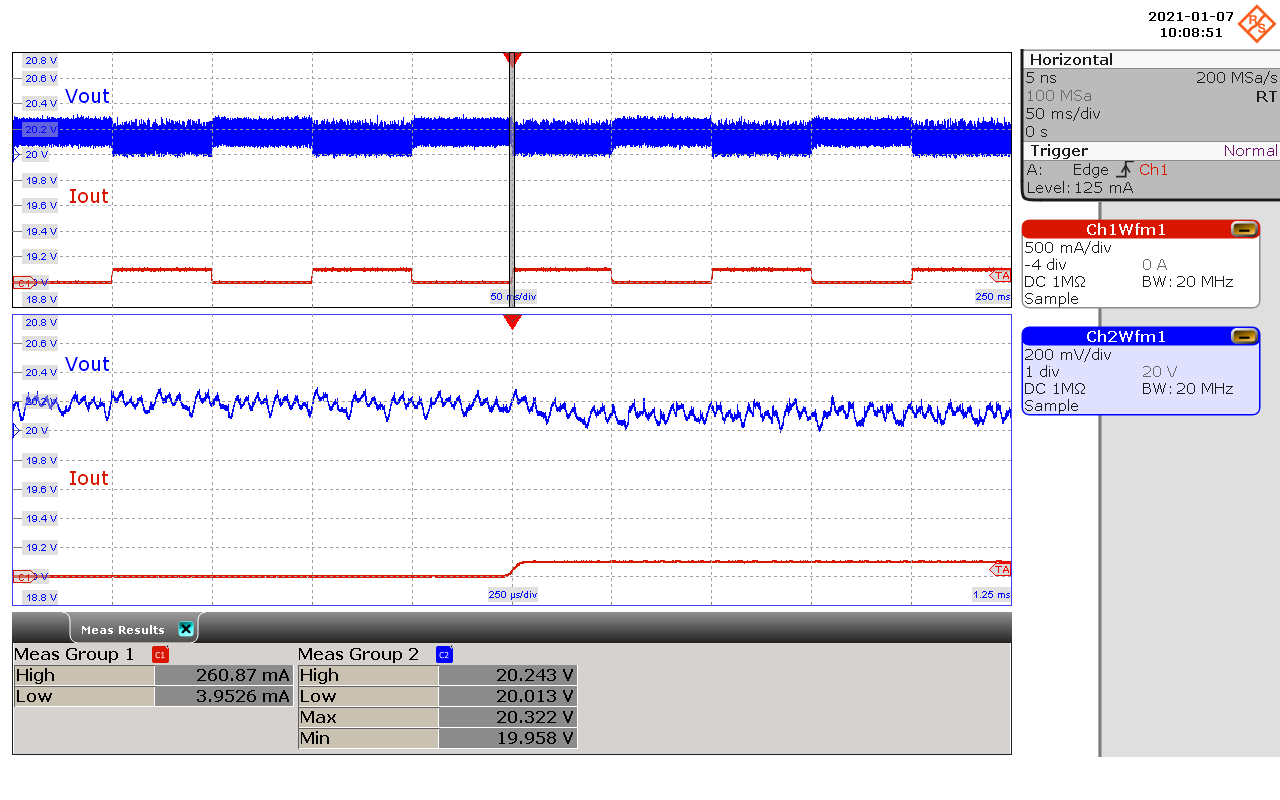 2021-01-07
10:08:51
R&S
Horizontal
5 ns 200 MSa/s
100 MSa RT
50 ms/div
0 s
Trigger Normal
A: Edge Ch1
Level: 125 mA
Ch1Wfm1
500 mA/div
-4 div 0 A
DC 1MΩ BW: 20 MHz
Sample
Ch2Wfm1
200 mV/div
1 div 20 V
DC 1MΩ BW: 20 MHz
Sample
20.8 V
20.6 V
Vout
20.4 V
20.2 V
20 V
19.8 V
Iout
19.6 V
19.4 V
19.2 V
C1 V
TA
18.8 V
50 ms/div
250 ms
20.8 V
20.6 V
Vout
20.4 V
20.2 V
20 V
19.8 V
Iout
19.6 V
19.4 V
19.2 V
C1 V
TA
18.8 V
250 µs/div
1.25 ms
Meas Results
Meas Group 1 C1
High 260.87 mA
Low 3.9526 mA
Meas Group 2 C2
High 20.243 V
Low 20.013 V
Max 20.322 V
Min 19.958 V